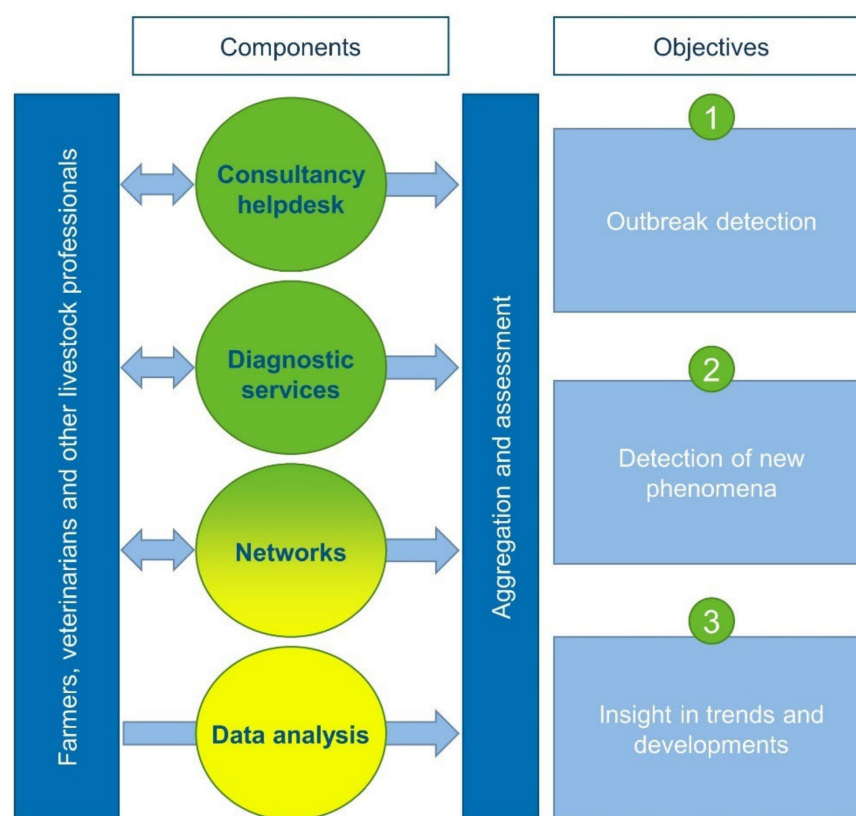 Components
Objectives
Farmers, veterinarians and other livestock professionals
Consultancy
helpdesk
Diagnostic
services
Networks
Data analysis
Aggregation and assessment
1
Outbreak detection
2
Detection of new
phenomena
3
Insight in trends and
developments